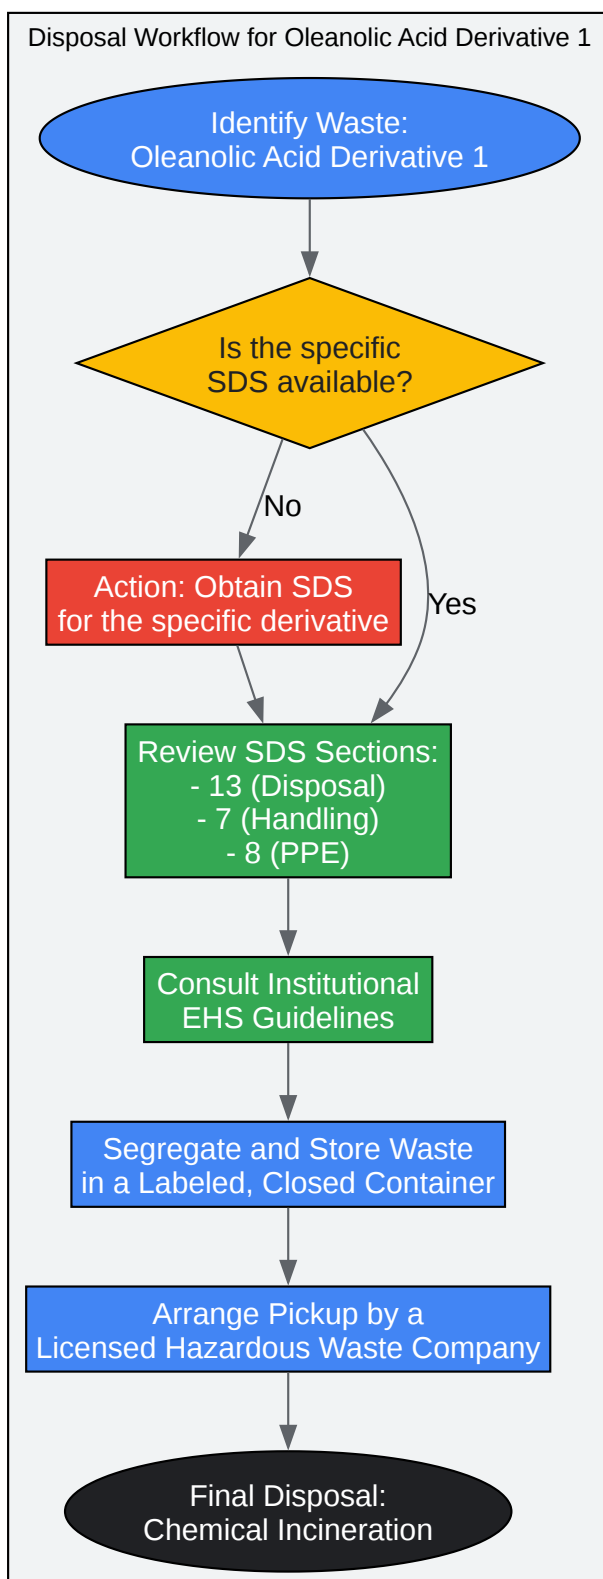 Disposal Workflow for Oleanolic Acid Derivative 1
Identify Waste:
Oleanolic Acid Derivative 1
Is the specific
SDS available?
No
Yes
Action: Obtain SDS
for the specific derivative
Review SDS Sections:
- 13 (Disposal)
- 7 (Handling)
- 8 (PPE)
Consult Institutional
EHS Guidelines
Segregate and Store Waste
in a Labeled, Closed Container
Arrange Pickup by a
Licensed Hazardous Waste Company
Final Disposal:
Chemical Incineration